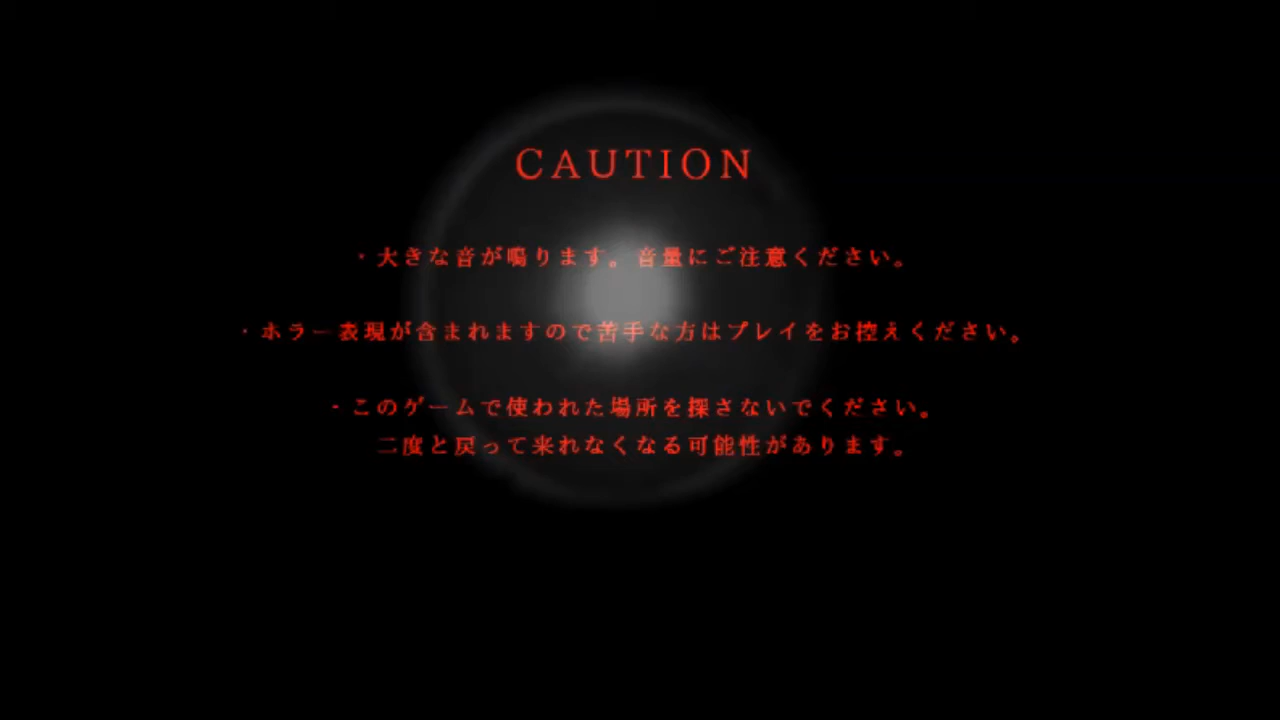 CAUTION
・大きな音が鳴ります。音量にご注意ください。
・ホラー表現が含まれますので苦手な方はプレイをお控えください。
・このゲームで使われた場所を探さないでください。
二度と戻って来れなくなる可能性があります。